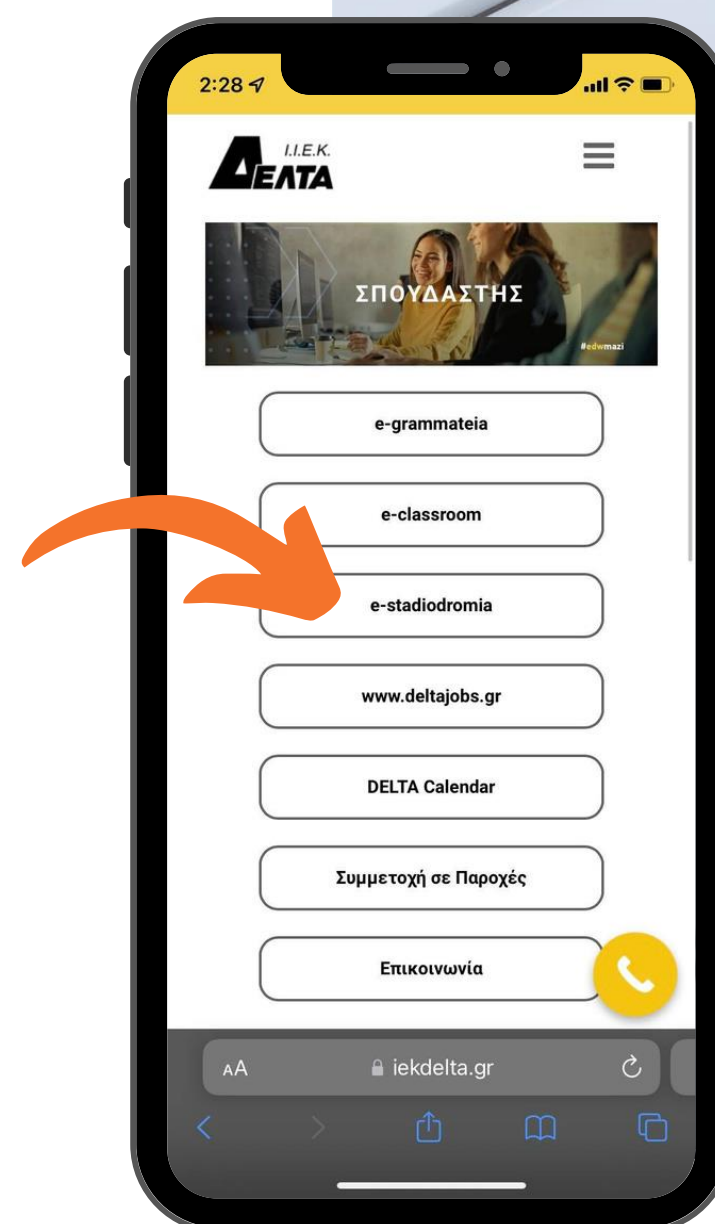 2:28
Ι.Ι.Ε.Κ.
ΔΕΛΤΑ
ΣΠΟΥΔΑΣΤΗΣ
#edwmazi
e-grammateia
e-classroom
e-stadiodromia
www.deltajobs.gr
DELTA Calendar
Συμμετοχή σε Παροχές
Επικοινωνία
AA
iekdelta.gr